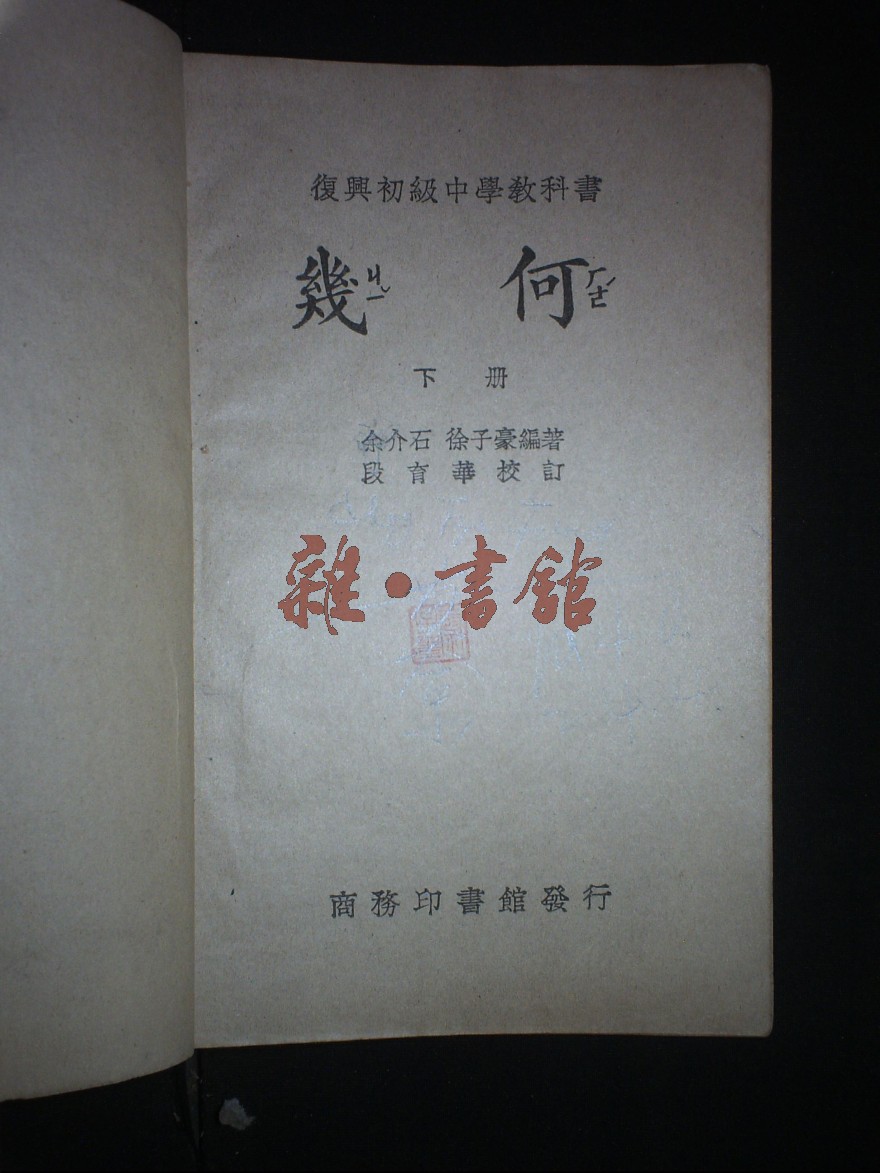 復興初級中學教科書
幾ㄐㄧˇ 何ㄏㄜˊ
下 册
余介石 徐子豪編著
段育華校訂
雜·書館
商務印書館發行